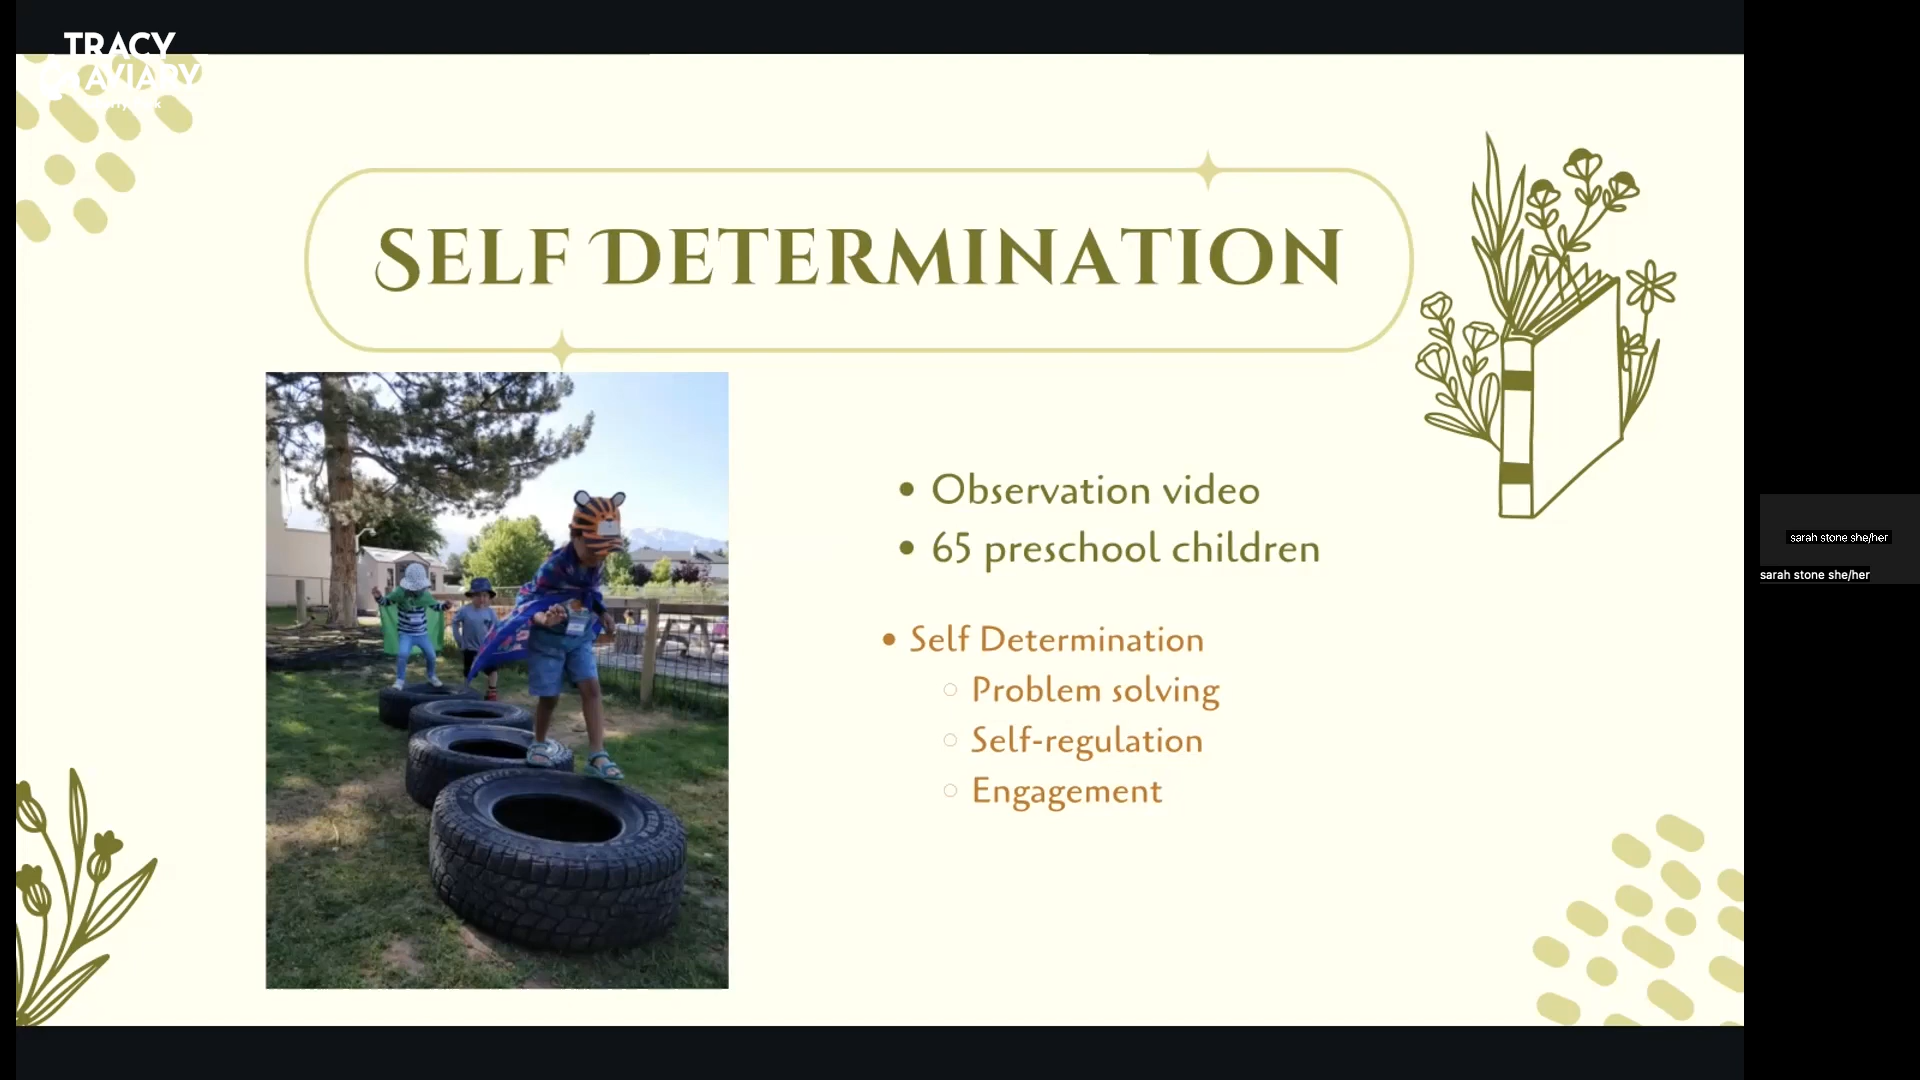 TRACY
AVIARY
SELF DETERMINATION
• Observation video
• 65 preschool children
• Self Determination
○ Problem solving
○ Self-regulation
○ Engagement
sarah stone she/her
sarah stone she/her